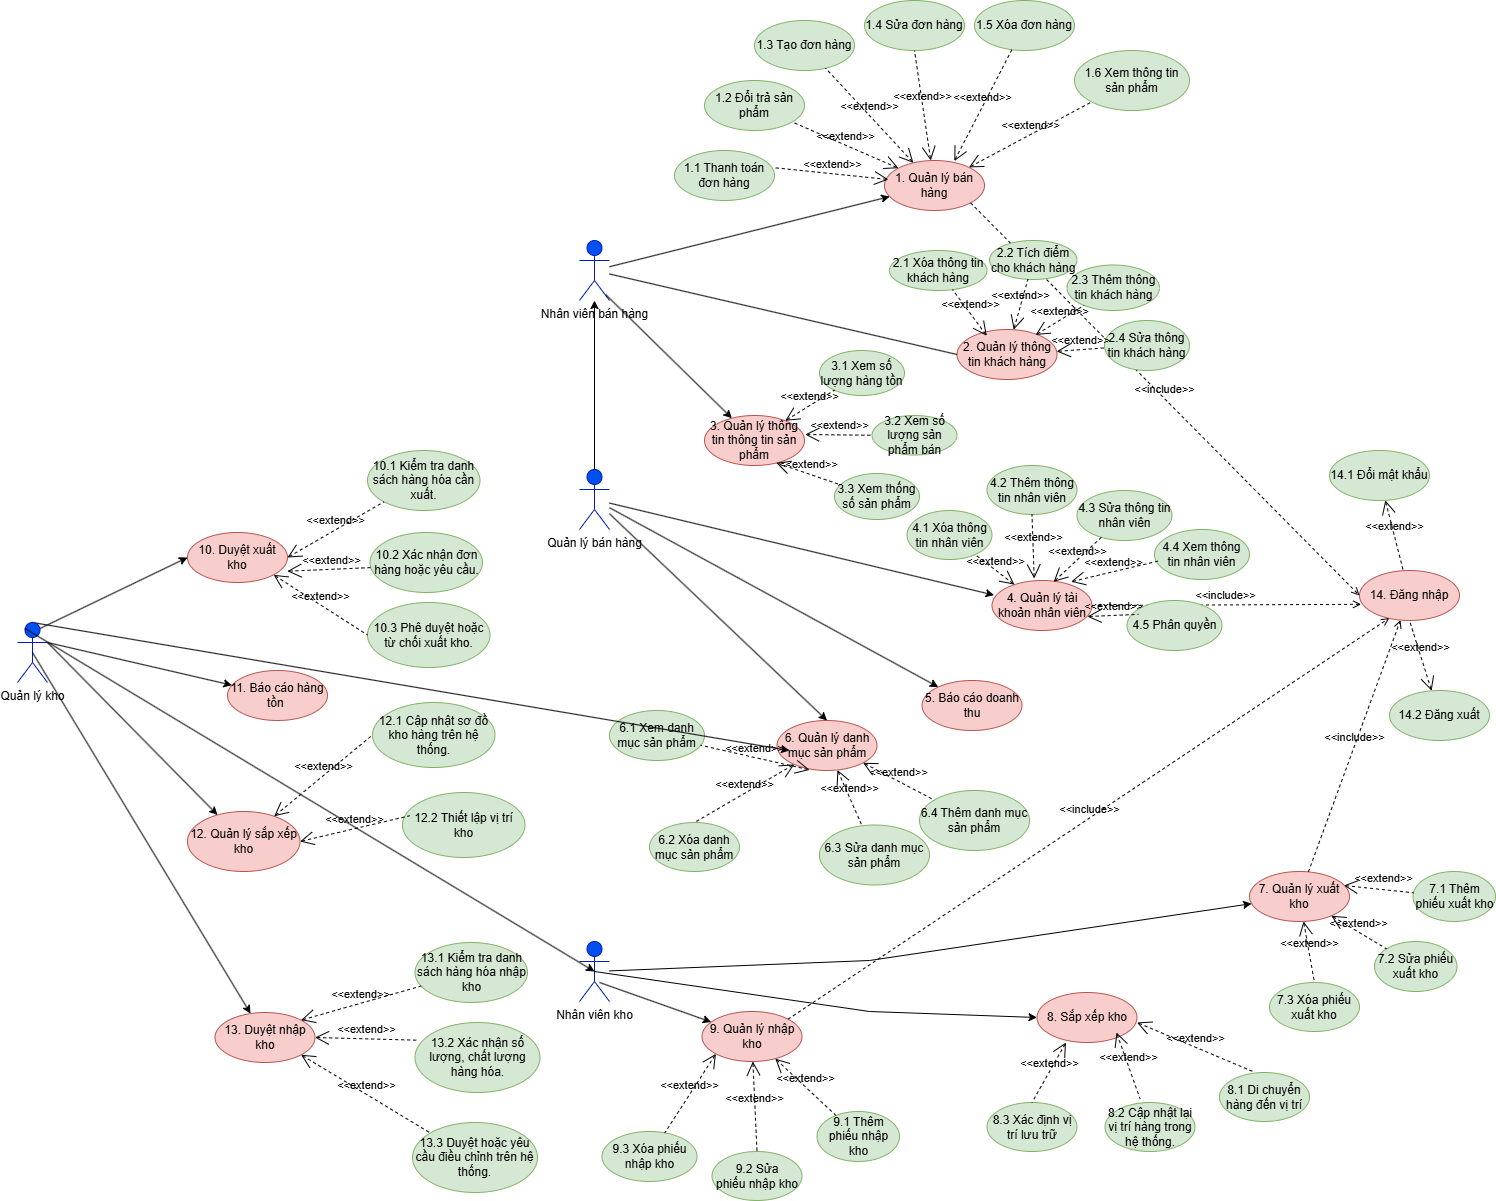 1.4 Sửa đơn hàng
1.5 Xóa đơn hàng
1.3 Tạo đơn hàng
1.6 Xem thông tin
sản phẩm
1.2 Đổi trả sản
phẩm
<<extend>>
<<extend>>
<<extend>>
<<extend>>
<<extend>>
1.1 Thanh toán
đơn hàng
<<extend>>
1. Quản lý bán
hàng
Nhân viên bán hàng
2.1 Xóa thông tin
khách hàng
2.2 Tích điểm
cho khách hàng
2.3 Thêm thông
tin khách hàng
<<extend>>
<<extend>>
<<extend>>
<<extend>>
2.4 Sửa thông
tin khách hàng
2. Quản lý thông
tin khách hàng
<<include>>
3.1 Xem số
lượng hàng tồn
<<extend>>
3. Quản lý thông
tin thông tin sản
phẩm
<<extend>>
3.2 Xem số
lượng sản
phẩm bán
<<extend>>
3.3 Xem thống
số sản phẩm
Quản lý bán hàng
4.2 Thêm thông
tin nhân viên
4.3 Sửa thông tin
nhân viên
4.1 Xóa thông
tin nhân viên
4.4 Xem thông
tin nhân viên
<<extend>>
<<extend>>
<<extend>>
<<extend>>
4. Quản lý tài
khoản nhân viên
4.5 Phân quyền
<<include>>
14.1 Đổi mật khẩu
<<extend>>
14. Đăng nhập
<<extend>>
14.2 Đăng xuất
10.1 Kiểm tra danh
sách hàng hóa cần
xuất.
<<extend>>
10. Duyệt xuất
kho
<<extend>>
10.2 Xác nhận đơn
hàng hoặc yêu cầu.
<<extend>>
10.3 Phê duyệt hoặc
từ chối xuất kho.
Quản lý kho
11. Báo cáo hàng
tồn
5. Báo cáo doanh
thu
12.1 Cập nhật sơ đồ
kho hàng trên hệ
thống.
<<extend>>
12. Quản lý sắp xếp
kho
<<extend>>
12.2 Thiết lập vị trí
kho
6.1 Xem danh
mục sản phẩm
<<extend>>
6. Quản lý danh
mục sản phẩm
<<extend>>
<<extend>>
<<extend>>
6.2 Xóa danh
mục sản phẩm
6.3 Sửa danh mục
sản phẩm
6.4 Thêm danh mục
sản phẩm
<<include>>
<<include>>
7. Quản lý xuất
kho
<<extend>>
7.1 Thêm
phiếu xuất kho
<<extend>>
<<extend>>
7.2 Sửa phiếu
xuất kho
7.3 Xóa phiếu
xuất kho
Nhân viên kho
13.1 Kiểm tra danh
sách hàng hóa nhập
kho
<<extend>>
13. Duyệt nhập
kho
<<extend>>
13.2 Xác nhận số
lượng, chất lượng
hàng hóa.
<<extend>>
13.3 Duyệt hoặc yêu
cầu điều chỉnh trên hệ
thống.
9. Quản lý nhập
kho
<<extend>>
<<extend>>
<<extend>>
9.3 Xóa phiếu
nhập kho
9.2 Sửa
phiếu nhập kho
9.1 Thêm
phiếu nhập kho
8. Sắp xếp kho
<<extend>>
<<extend>>
<<extend>>
8.3 Xác định vị
trí lưu trữ
8.2 Cập nhật lại
vị trí hàng trong
hệ thống.
8.1 Di chuyển
hàng đến vị trí